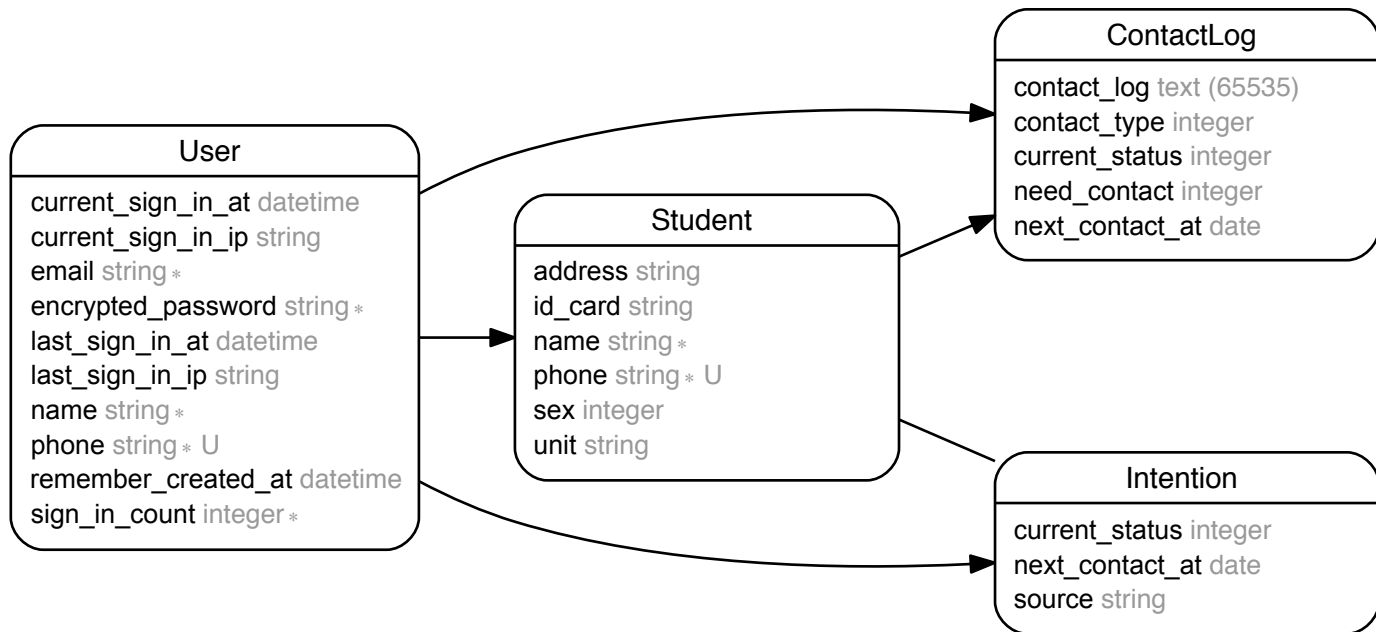 User
current_sign_in_at datetime
current_sign_in_ip string
email string *
encrypted_password string *
last_sign_in_at datetime
last_sign_in_ip string
name string *
phone string * U
remember_created_at datetime
sign_in_count integer *
Student
address string
id_card string
name string *
phone string * U
sex integer
unit string
ContactLog
contact_log text (65535)
contact_type integer
current_status integer
need_contact integer
next_contact_at date
Intention
current_status integer
next_contact_at date
source string